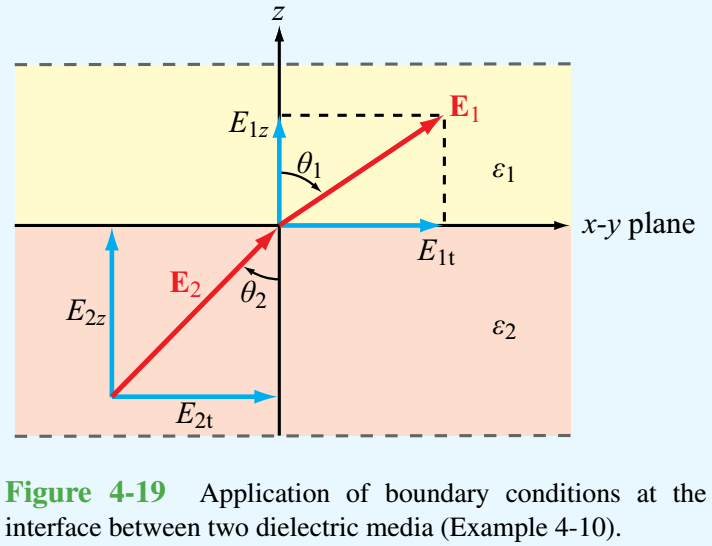 z
E₁
E₁z
θ₁
ε₁
x-y plane
E₁t
E₂
θ₂
E₂z
ε₂
E₂t
Figure 4-19 Application of boundary conditions at the
interface between two dielectric media (Example 4-10).